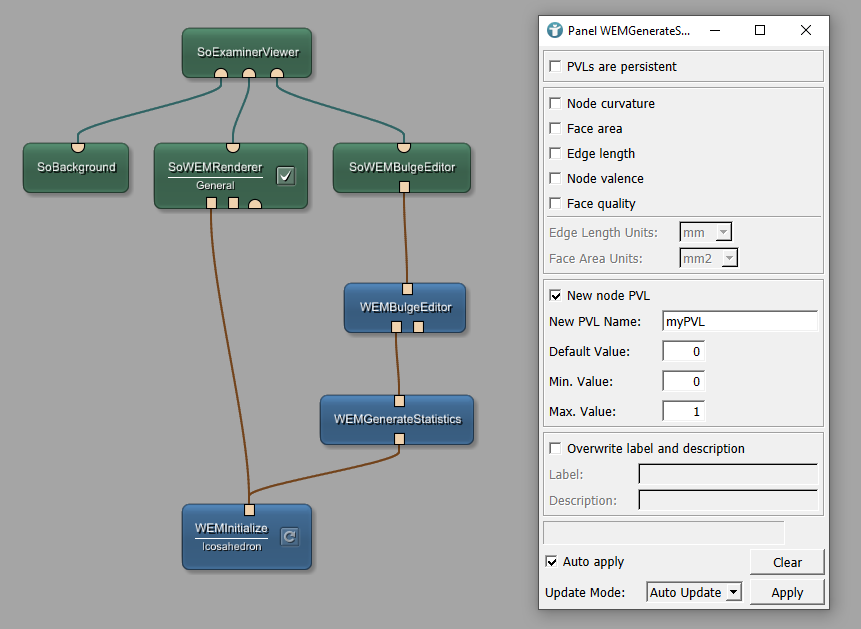 SoExaminerViewer
SoBackground
SoWEMRenderer
General
SoWEMBulgeEditor
WEMBulgeEditor
WEMGenerateStatistics
WEMInitialize
Icosahedron
Panel WEMGenerateS...
PVLs are persistent
Node curvature
Face area
Edge length
Node valence
Face quality
Edge Length Units: mm
Face Area Units: mm2
New node PVL
New PVL Name: myPVL
Default Value: 0
Min. Value: 0
Max. Value: 1
Overwrite label and description
Label:
Description:
Auto apply
Clear
Update Mode: Auto Update
Apply